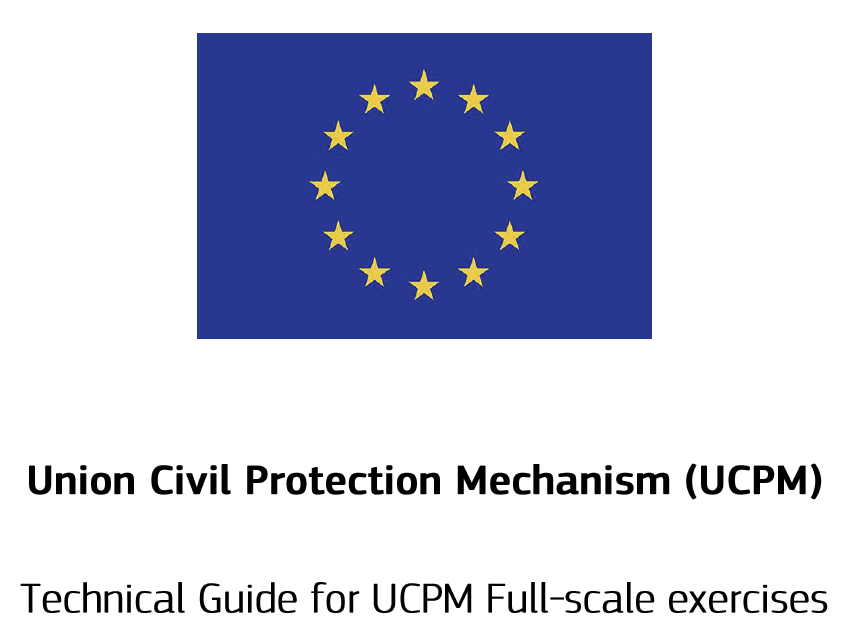 Union Civil Protection Mechanism (UCPM)
Technical Guide for UCPM Full-scale exercises